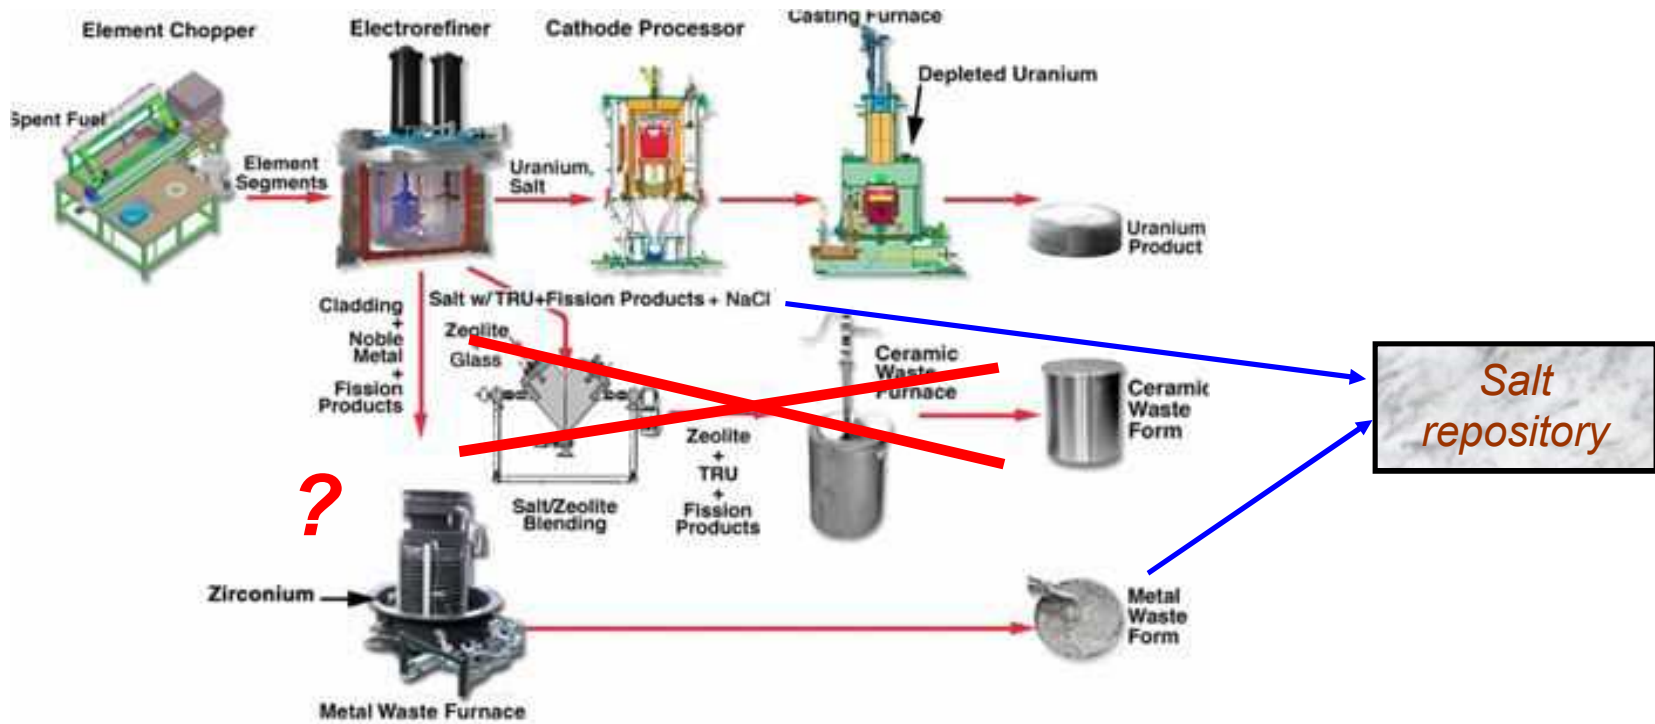 Element Chopper
Electrorefiner
Cathode Processor
Casting Furnace
Depleted Uranium
Spent Fuel
Element
Segments
Uranium,
Salt
Uranium
Product
Cladding
+
Noble
Metal
+
Fission
Products
Salt w/TRU+Fission Products + NaCl
Zeolite
Glass
Ceramic
Waste
Furnace
Ceramic
Waste
Form
Salt
repository
Zeolite
+
TRU
+
Fission
Products
Salt/Zeolite
Blending
?
Zirconium
Metal
Waste
Form
Metal Waste Furnace